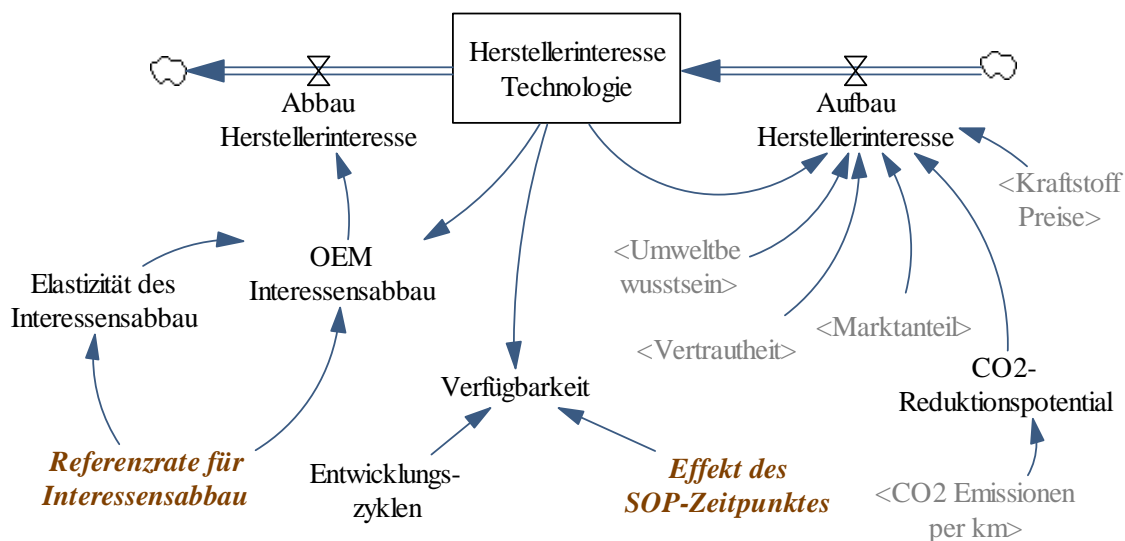 Herstellerinteresse
Technologie
Abbau
Herstellerinteresse
Aufbau
Herstellerinteresse
<Kraftstoff
Preise>
<Umweltbe
wusstsein>
OEM
Interessensabbau
Elastizität des
Interessensabbau
<Marktanteil>
<Vertrautheit>
CO2-
Reduktionspotential
Verfügbarkeit
Referenzrate für
Interessensabbau
Entwicklungs-
zyklen
Effekt des
SOP-Zeitpunktes
<CO2 Emissionen
per km>